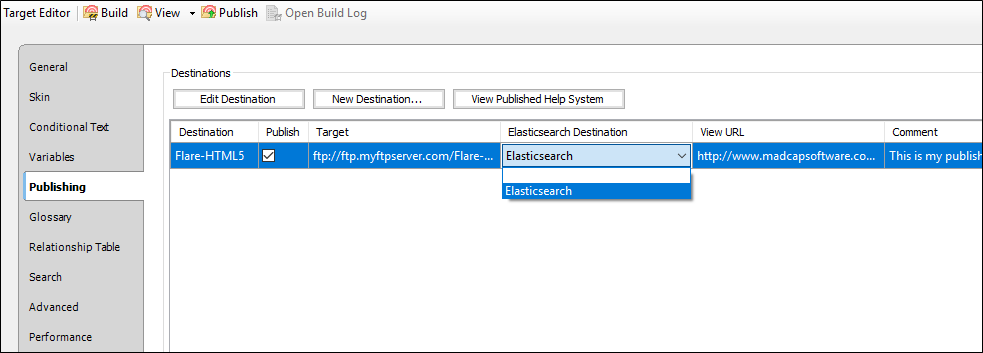 Target Editor Build View Publish Open Build Log
General
Skin
Conditional Text
Variables
Publishing
Glossary
Relationship Table
Search
Advanced
Performance
Destinations
Edit Destination New Destination... View Published Help System
Destination Publish Target Elasticsearch Destination View URL Comment
Flare-HTML5 ftp://ftp.myftpserver.com/Flare-... Elasticsearch http://www.madcapsoftware.co... This is my publish
Elasticsearch